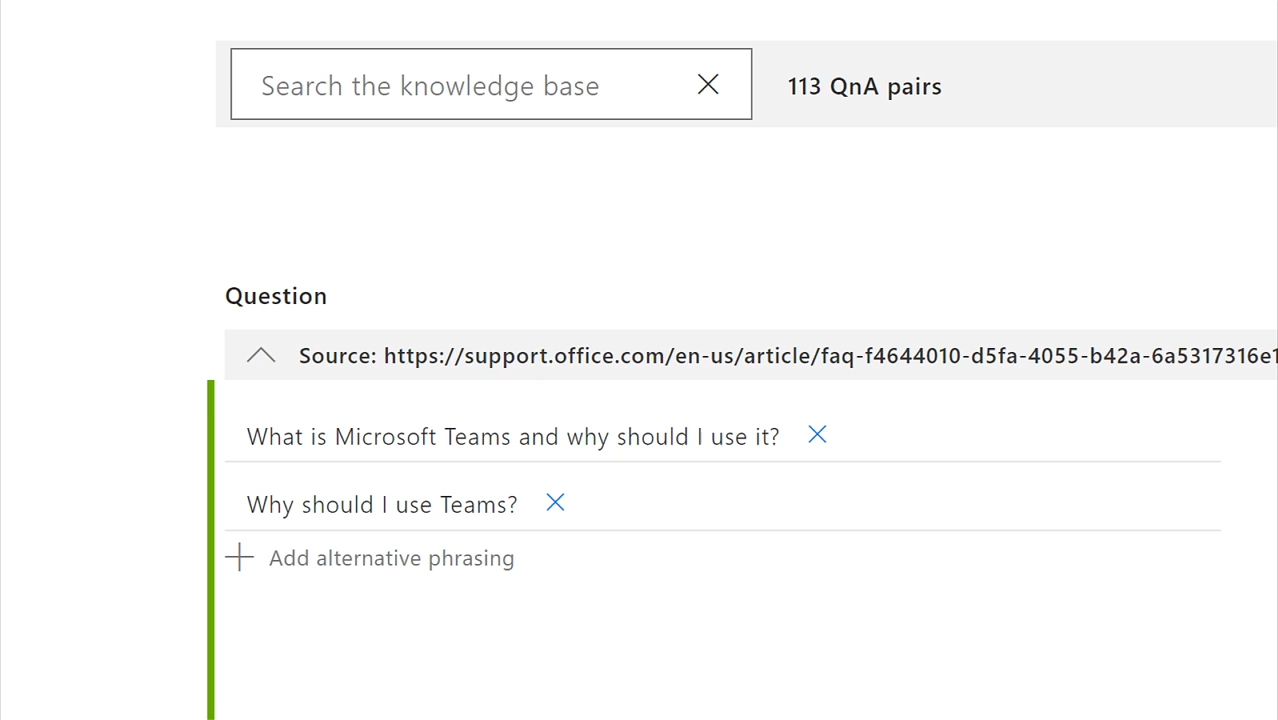 Search the knowledge base
113 QnA pairs
Question
Source: https://support.office.com/en-us/article/faq-f4644010-d5fa-4055-b42a-6a5317316e1
What is Microsoft Teams and why should I use it?
Why should I use Teams?
Add alternative phrasing